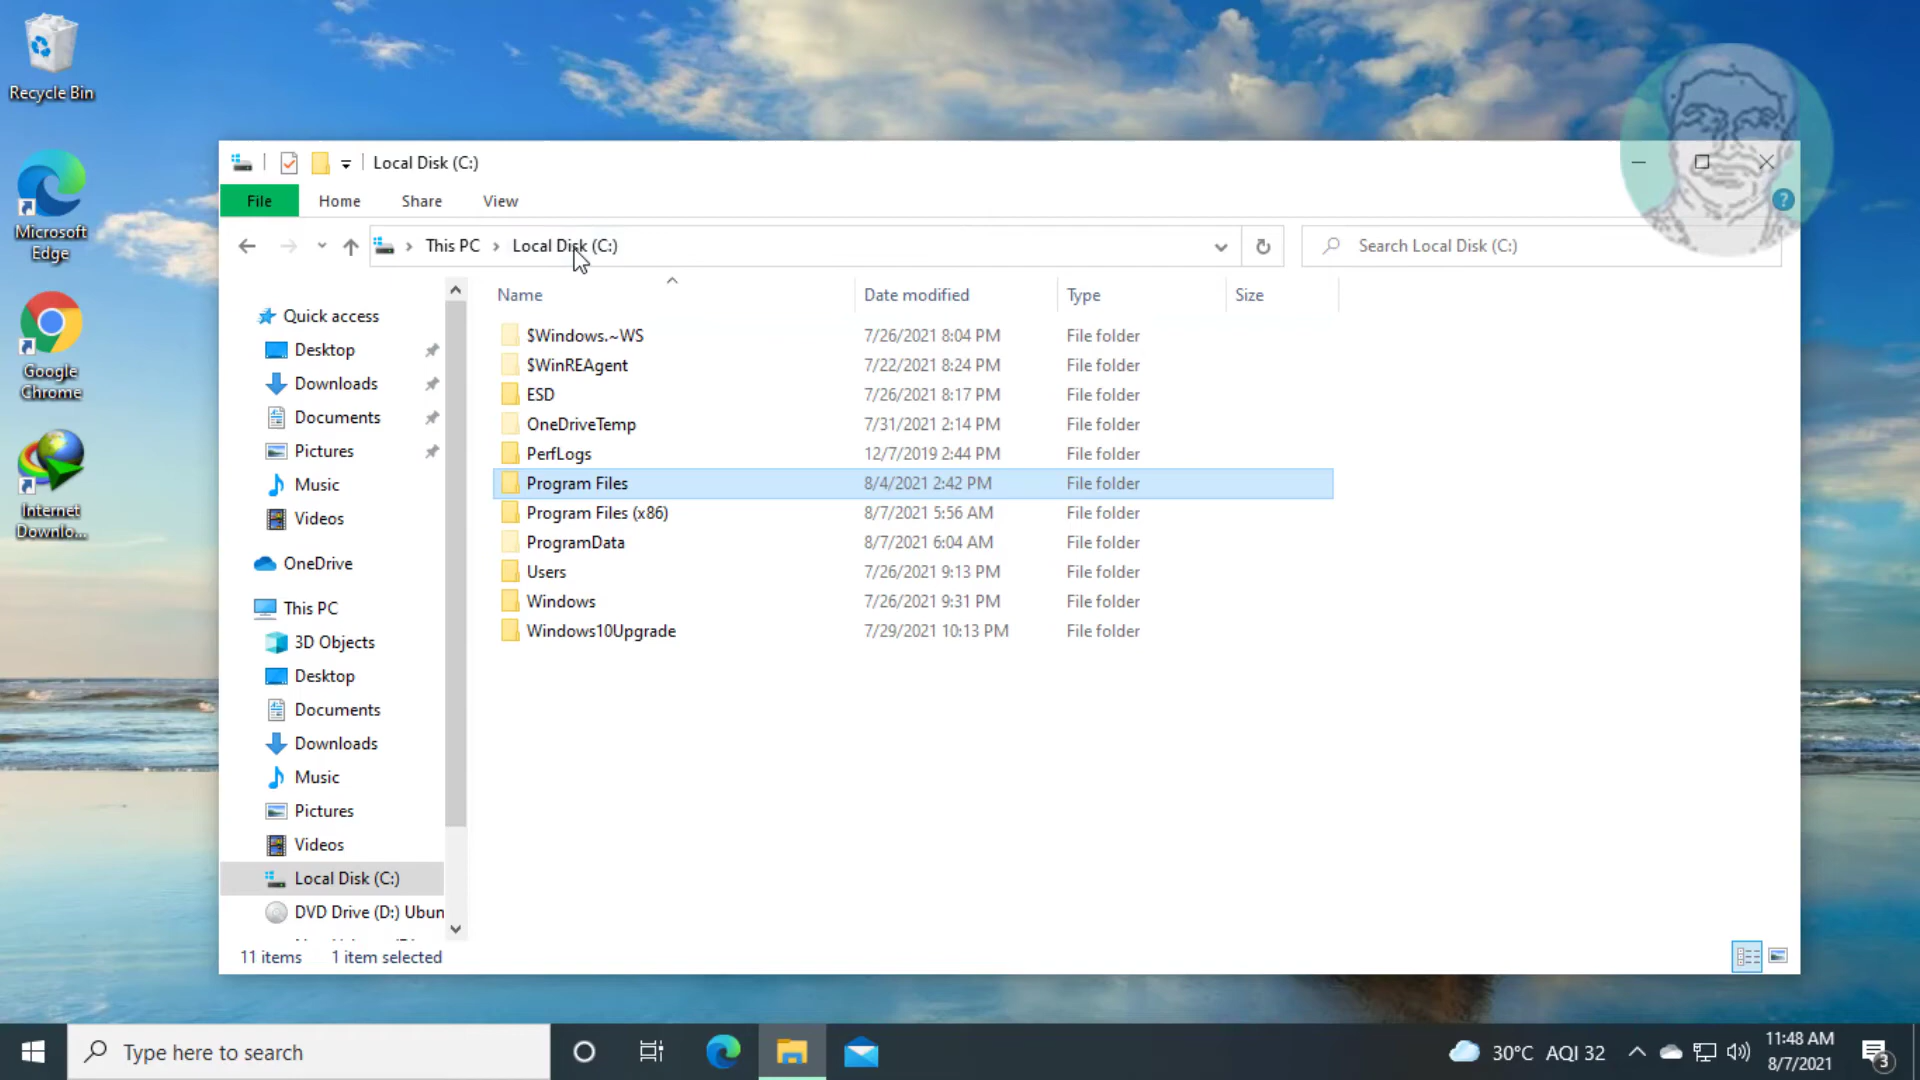 Recycle Bin
Microsoft
Edge
Google
Chrome
Internet
Downlo...
Local Disk (C:)
File Home Share View
This PC Local Disk (C:)
Search Local Disk (C:)
Quick access
Desktop
Downloads
Documents
Pictures
Music
Videos
OneDrive
This PC
3D Objects
Desktop
Documents
Downloads
Music
Pictures
Videos
Local Disk (C:)
DVD Drive (D:) Ubun
Name Date modified Type Size
$Windows.~WS 7/26/2021 8:04 PM File folder
$WinREAgent 7/22/2021 8:24 PM File folder
ESD 7/26/2021 8:17 PM File folder
OneDriveTemp 7/31/2021 2:14 PM File folder
PerfLogs 12/7/2019 2:44 PM File folder
Program Files 8/4/2021 2:42 PM File folder
Program Files (x86) 8/7/2021 5:56 AM File folder
ProgramData 8/7/2021 6:04 AM File folder
Users 7/26/2021 9:13 PM File folder
Windows 7/26/2021 9:31 PM File folder
Windows10Upgrade 7/29/2021 10:13 PM File folder
11 items 1 item selected
Type here to search
30°C AQI 32
11:48 AM
8/7/2021
3